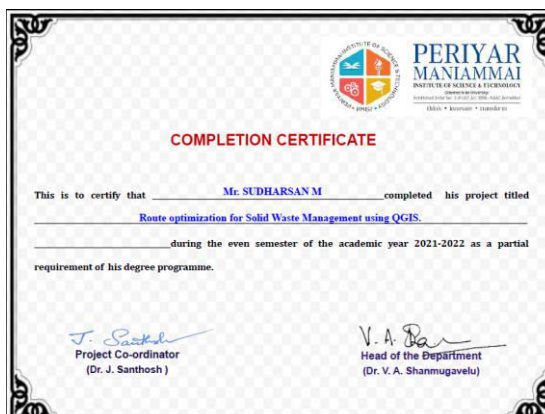 PERIYAR
MANIAMMAI
INSTITUTE OF SCIENCE & TECHNOLOGY
COMPLETION CERTIFICATE
This is to certify that Mr. SUDHARSAN M completed his project titled
Route optimization for Solid Waste Management using QGIS.
during the even semester of the academic year 2021-2022 as a partial
requirement of his degree programme.
J. Santhosh
V. A.
Project Co-ordinator
Head of the Department
(Dr. J. Santhosh )
(Dr. V. A. Shanmugavelu)